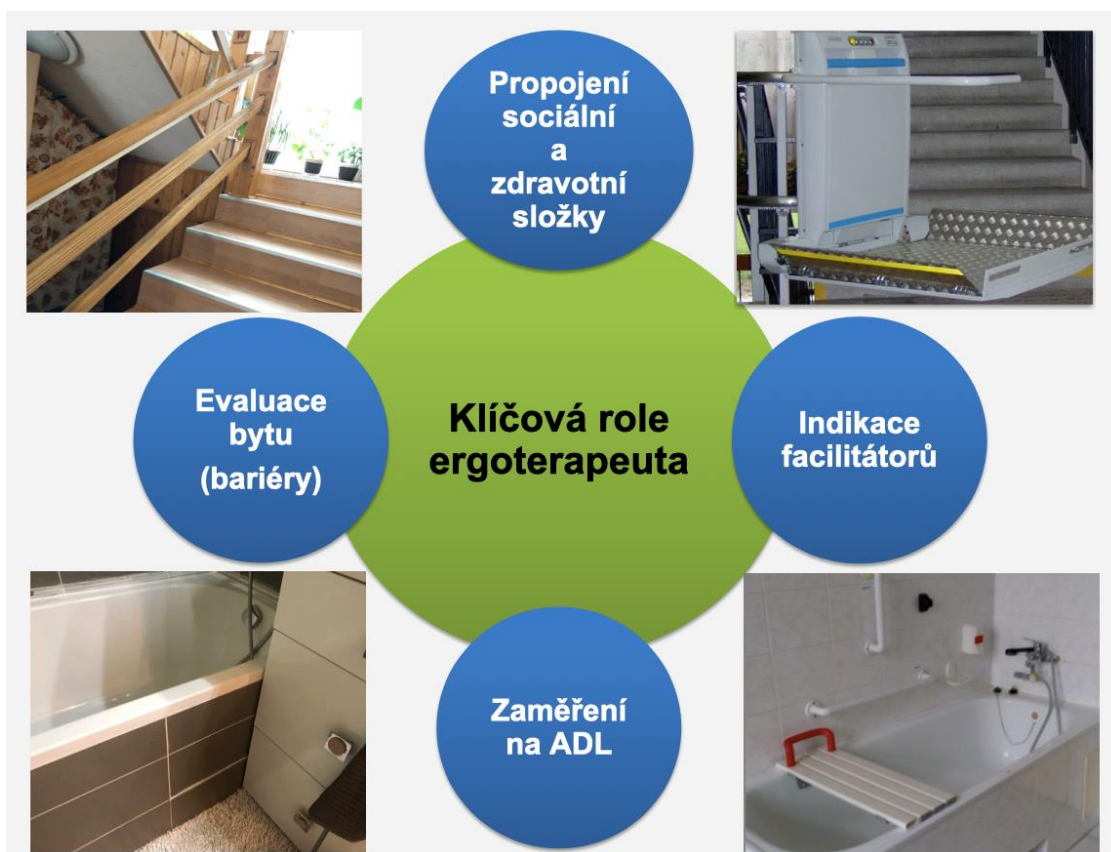 Propojení
sociální
a
zdravotní
složky
Evaluace
bytu
(bariéry)
Klíčová role
ergoterapeuta
Indikace
facilitátorů
Zaměření
na ADL